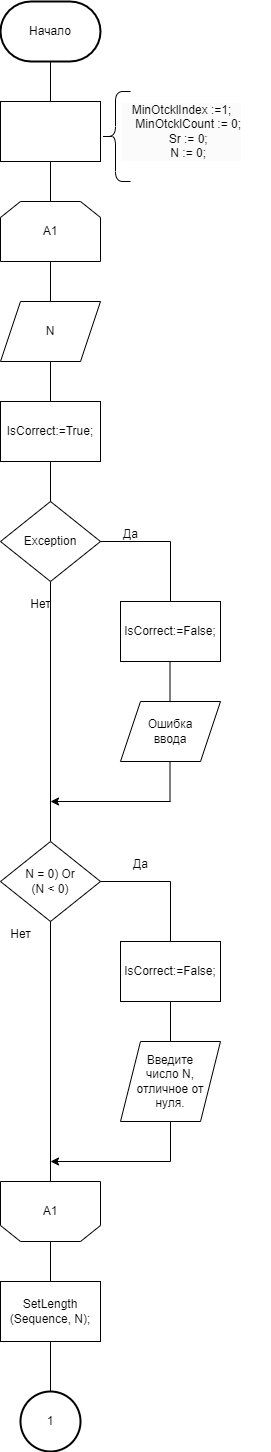 Начало
MinOtcklIndex :=1;
MinOtcklCount := 0;
Sr := 0;
N := 0;
A1
N
IsCorrect:=True;
Exception
Да
Нет
IsCorrect:=False;
Ошибка
ввода
N = 0) Or
(N < 0)
Да
Нет
IsCorrect:=False;
Введите
число N,
отличное от
нуля.
A1
SetLength
(Sequence, N);
1